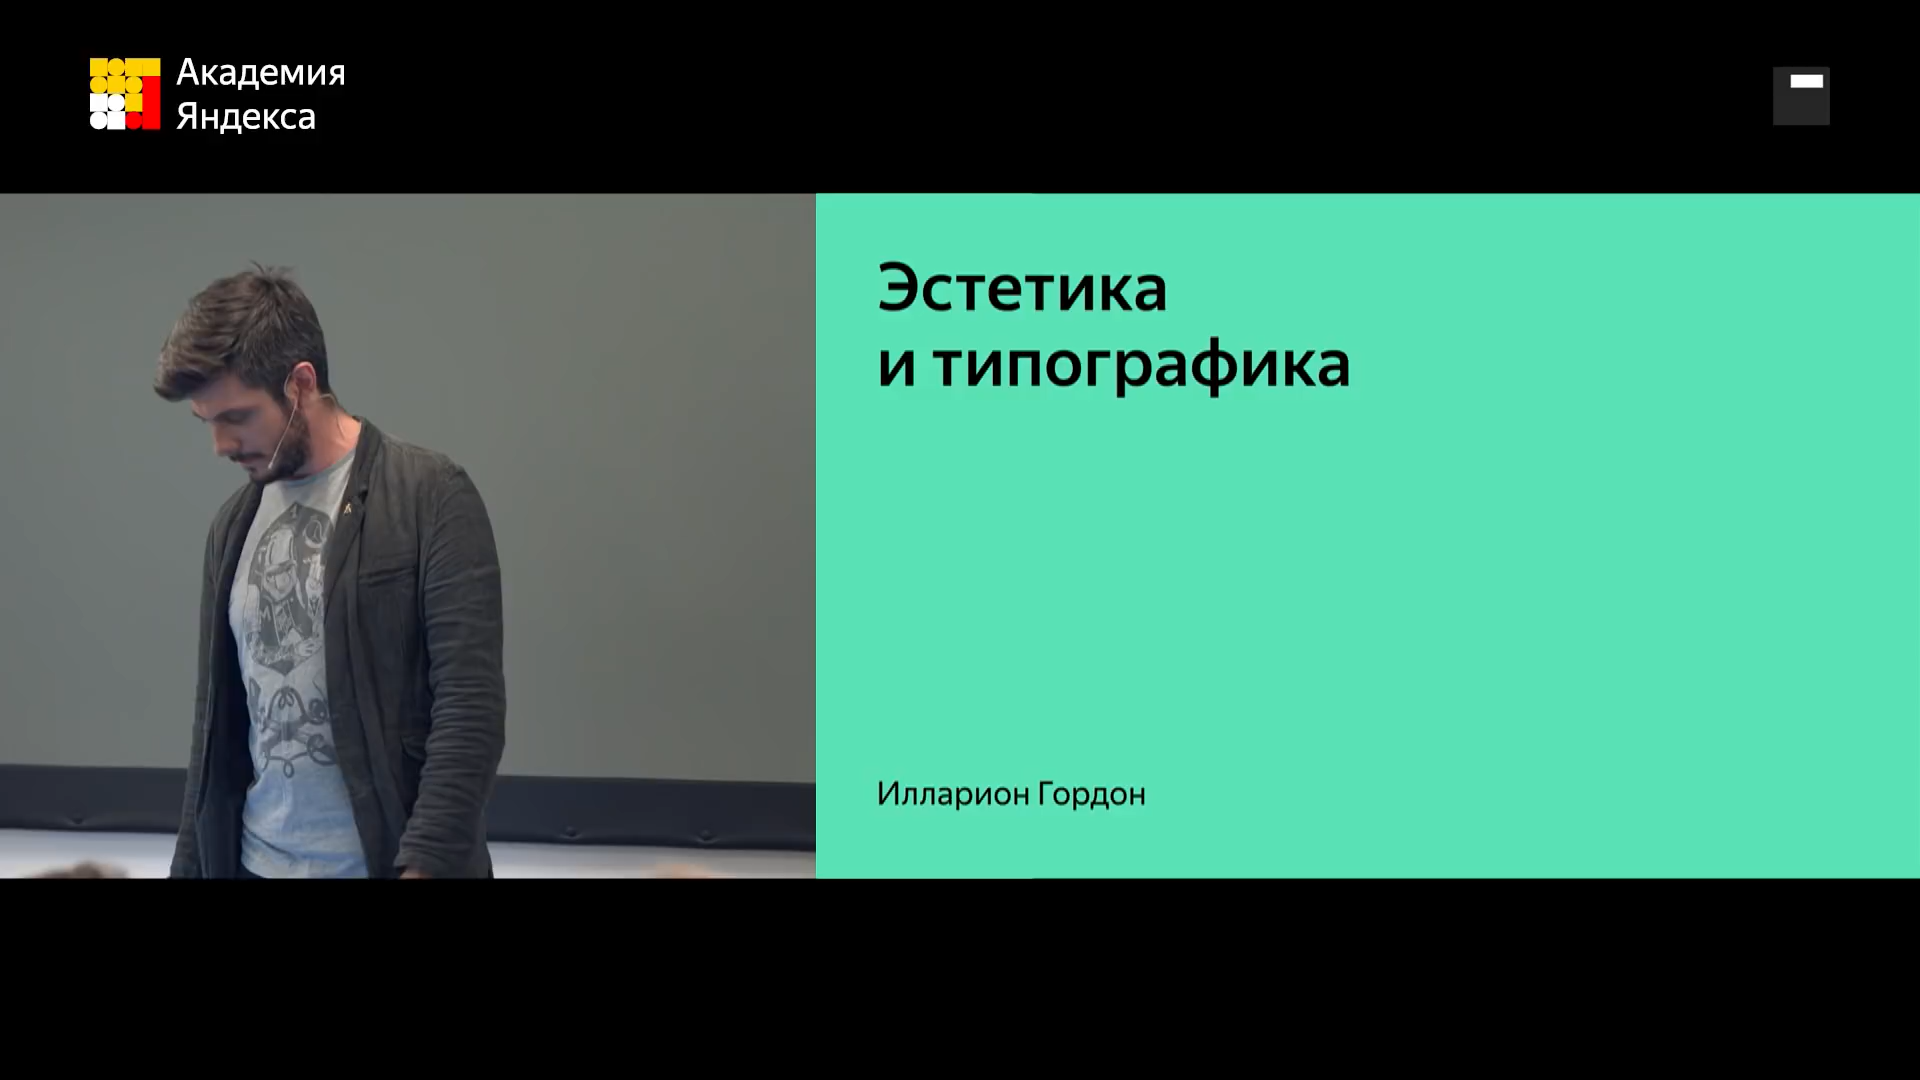 Академия
Яндекса
Эстетика
и типографика
Илларион Гордон